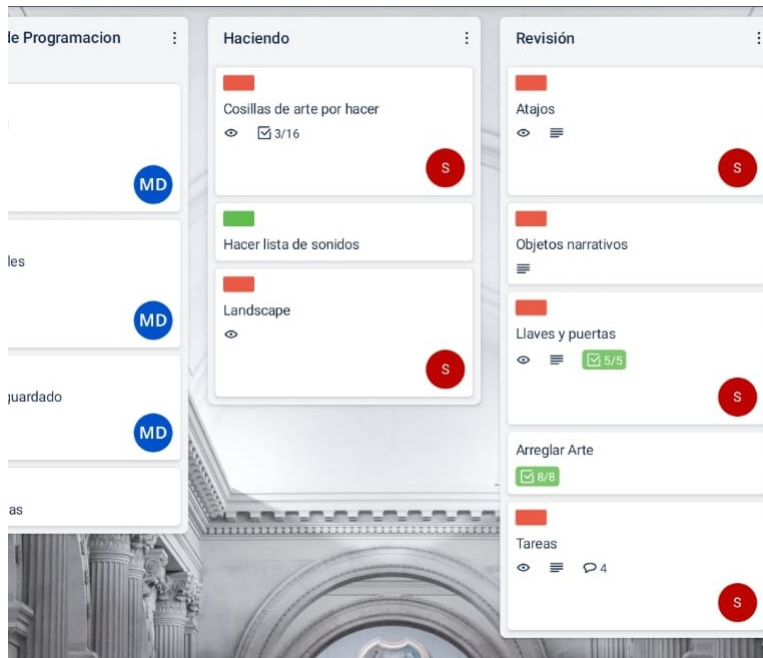 le Programacion
MD
les
MD
guardado
MD
as
Haciendo
Cosillas de arte por hacer
3/16
S
Hacer lista de sonidos
Landscape
S
Revisión
Atajos
S
Objetos narrativos
Llaves y puertas
5/5
S
Arreglar Arte
8/8
Tareas
4
S